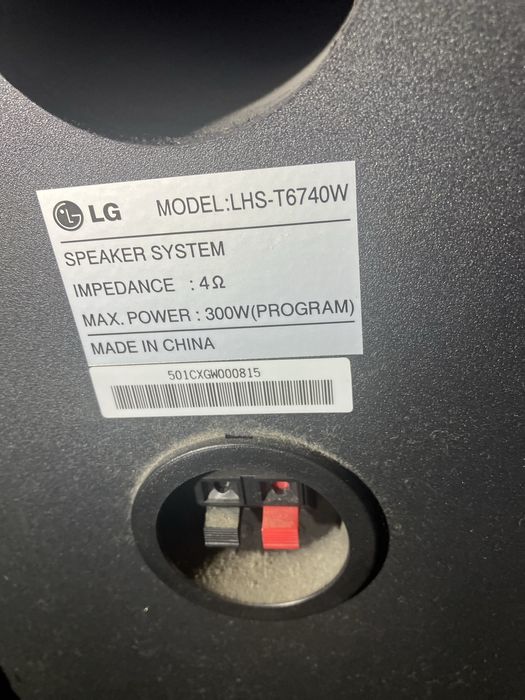 LG MODEL:LHS-T6740W
SPEAKER SYSTEM
IMPEDANCE : 4Ω
MAX. POWER : 300W(PROGRAM)
MADE IN CHINA
501CXGW000815